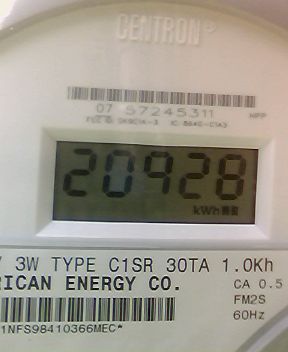 CENTRON®
07 57245311
20928
kWh
3W TYPE C1SR 30TA 1.0Kh
RICAN ENERGY CO.
CA 0.5
FM2S
60Hz
1NFS98410366MEC*